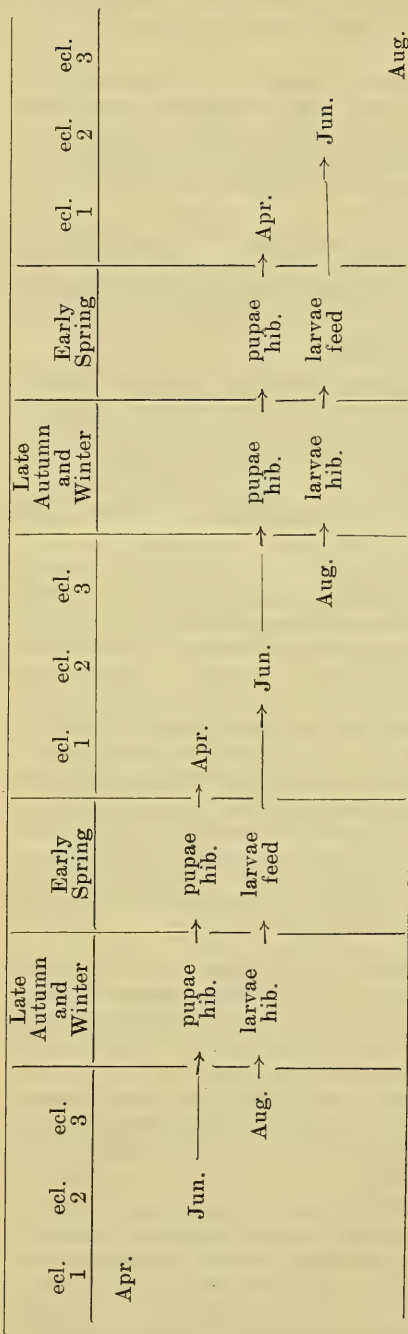 ecl.
1
ecl.
2
ecl.
3
Late
Autumn
and
Winter
Early
Spring
ecl.
1
ecl.
2
ecl.
3
Late
Autumn
and
Winter
Early
Spring
ecl.
1
ecl.
2
ecl.
3
Apr.
Jun. →
pupae
hib.
→
pupae
hib.
→ Apr.
Aug. →
larvae
hib.
→
larvae
feed
→ Jun. →
pupae
hib.
→
pupae
hib.
→ Apr.
Aug. →
larvae
hib.
→
larvae
feed
→ Jun.
Aug.